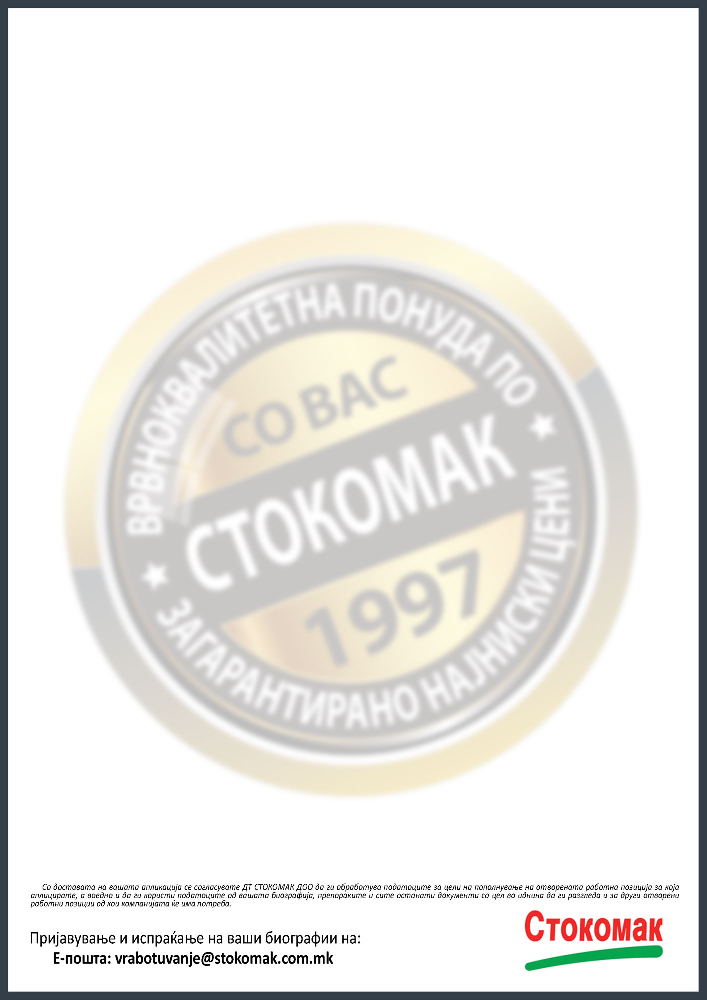 ВРВНОКВАЛИТЕТНА ПОНУДА ПО
СО ВАС
СТОКОМАК
1997
ЗАГАРАНТИРАНО НАЈНИСКИ ЦЕНИ
Со доставата на вашата апликација се согласувате ДТ СТОКОМАК ДОО да ги обработува податоците за цели на пополнување на отворената работна позиција за која
аплицирате, а воедно и да ги користи податоците од вашата биографија, препораките и сите останати документи со цел во иднина да ги разгледа и за други отворени
работни позиции од кои компанијата ќе има потреба.
Стокомак
Пријавување и испраќање на ваши биографии на:
Е-пошта: vrabotuvanje@stokomak.com.mk